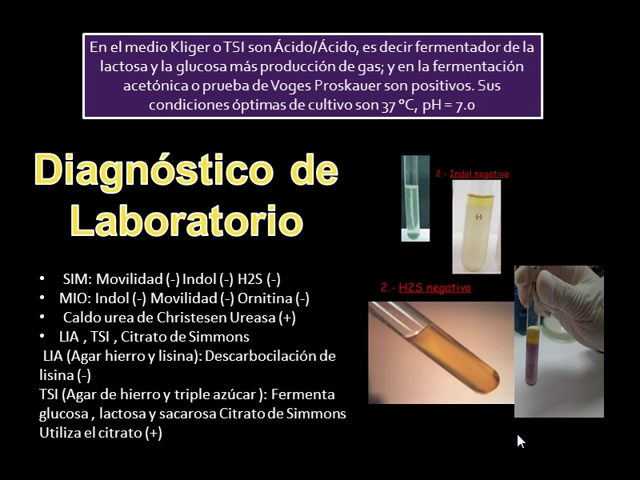 En el medio Kliger o TSI son Ácido/Ácido, es decir fermentador de la
lactosa y la glucosa más producción de gas; y en la fermentación
acetónica o prueba de Voges Proskauer son positivos. Sus
condiciones óptimas de cultivo son 37 ºC, pH = 7.0
Diagnóstico de
Laboratorio
2.- Indol negativo
(-)
2.- H2S negativo
• SIM: Movilidad (-) Indol (-) H2S (-)
• MIO: Indol (-) Movilidad (-) Ornitina (-)
• Caldo urea de Christesen Ureasa (+)
• LIA , TSI , Citrato de Simmons
LIA (Agar hierro y lisina): Descarbocilación de
lisina (-)
TSI (Agar de hierro y triple azúcar ): Fermenta
glucosa , lactosa y sacarosa Citrato de Simmons
Utiliza el citrato (+)